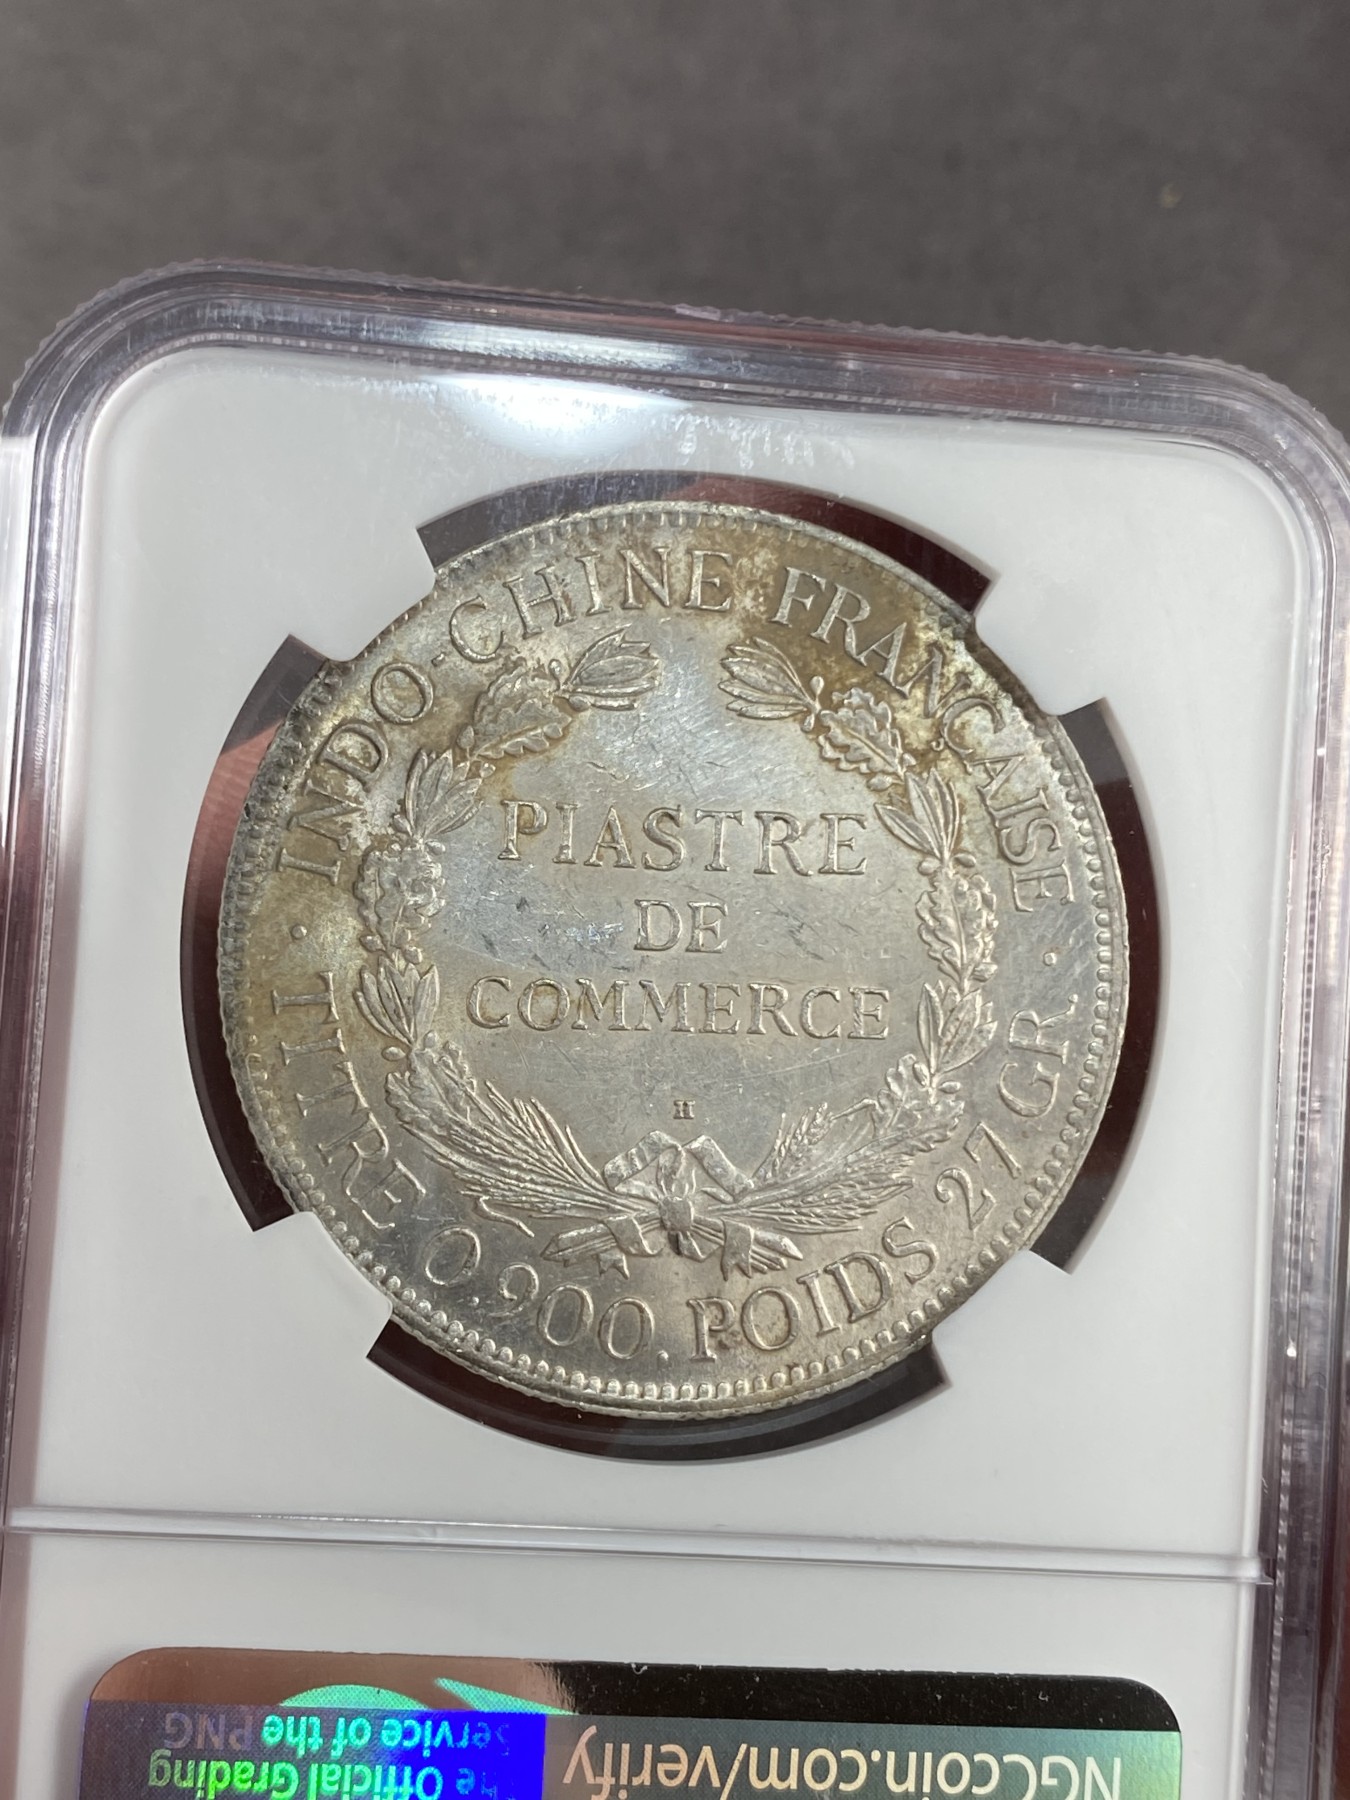 INDO-CHINE FRANÇAISE
PIASTRE
DE
COMMERCE
H
· TITRE 0,900. POIDS 27 GR. ·
NGCcoin.com/verify
The Official Grading
Service of the PNG